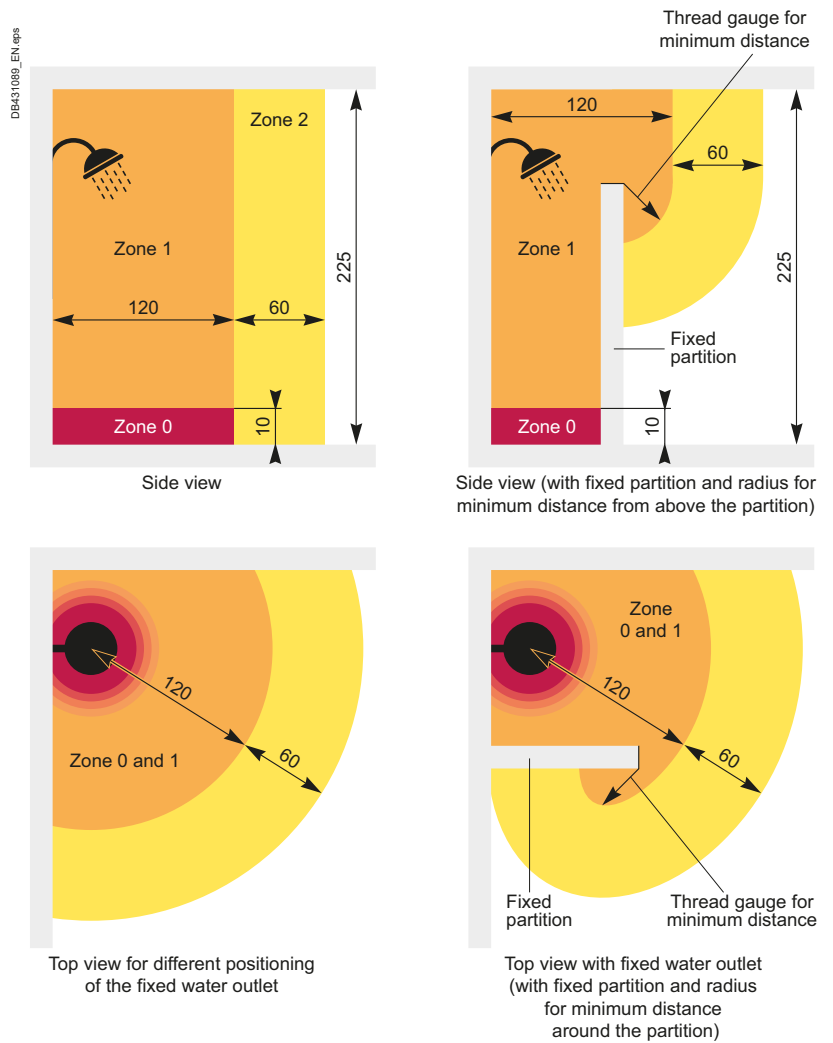 DB431089_EN.eps
Zone 2
Zone 1
120
60
225
Zone 0
10
Side view
Thread gauge for
minimum distance
120
60
Zone 1
225
Fixed
partition
Zone 0
10
Side view (with fixed partition and radius for
minimum distance from above the partition)
120
60
Zone 0 and 1
Top view for different positioning
of the fixed water outlet
Zone
0 and 1
120
60
Fixed
partition
Thread gauge for
minimum distance
Top view with fixed water outlet
(with fixed partition and radius
for minimum distance
around the partition)